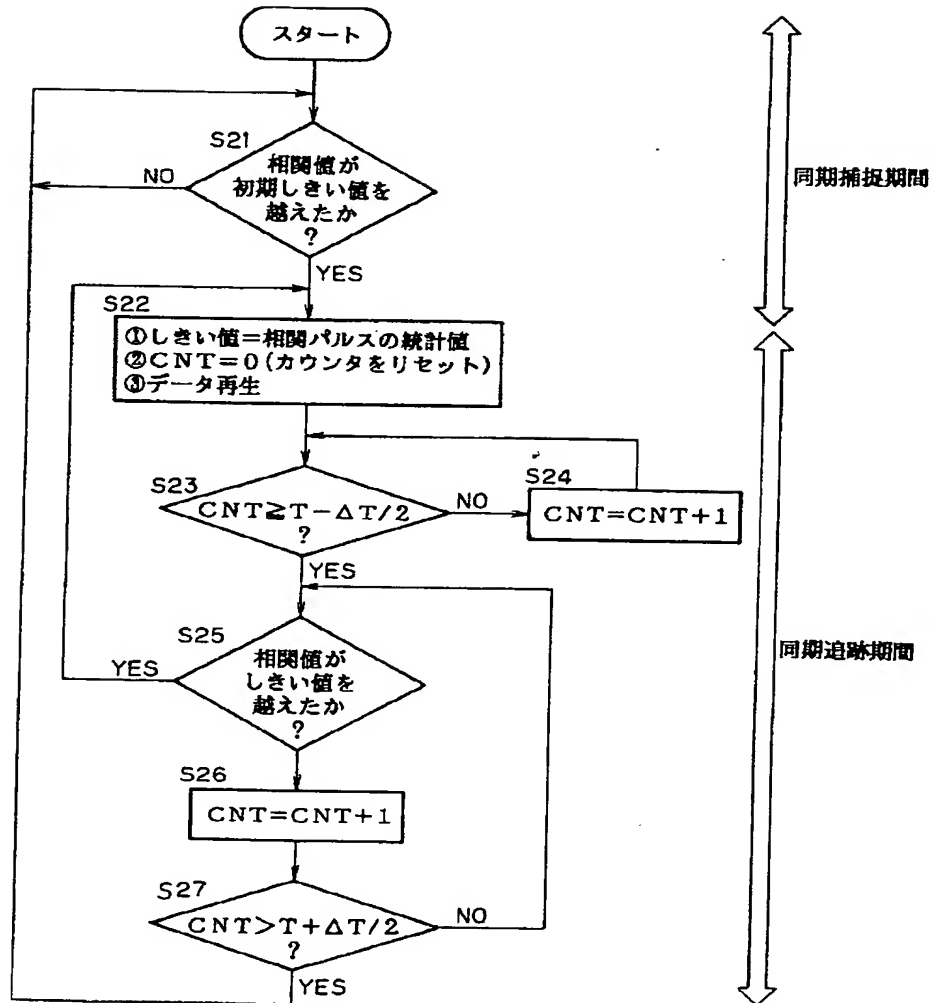 スタート
S21
相関値が
初期しきい値を
越えたか
?
NO
YES
同期捕捉期間
S22
①しきい値=相関パルスの統計値
②CNT=0(カウンタをリセット)
③データ再生
S23
CNT≧T-ΔT/2
?
NO
YES
S24
CNT=CNT+1
S25
相関値が
しきい値を
越えたか
?
YES
同期追跡期間
S26
CNT=CNT+1
S27
CNT>T+ΔT/2
?
NO
YES